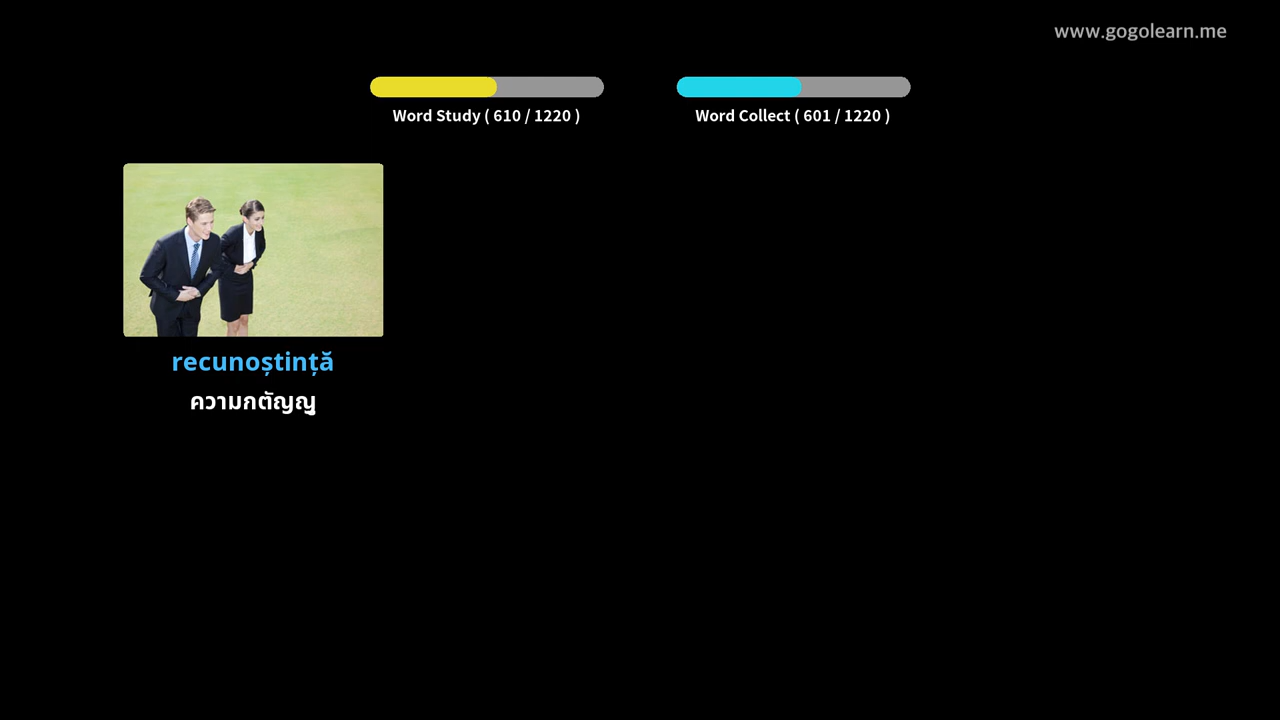 www.gogolearn.me
Word Study ( 610 / 1220 )
Word Collect ( 601 / 1220 )
recunoștință
ความกตัญญู